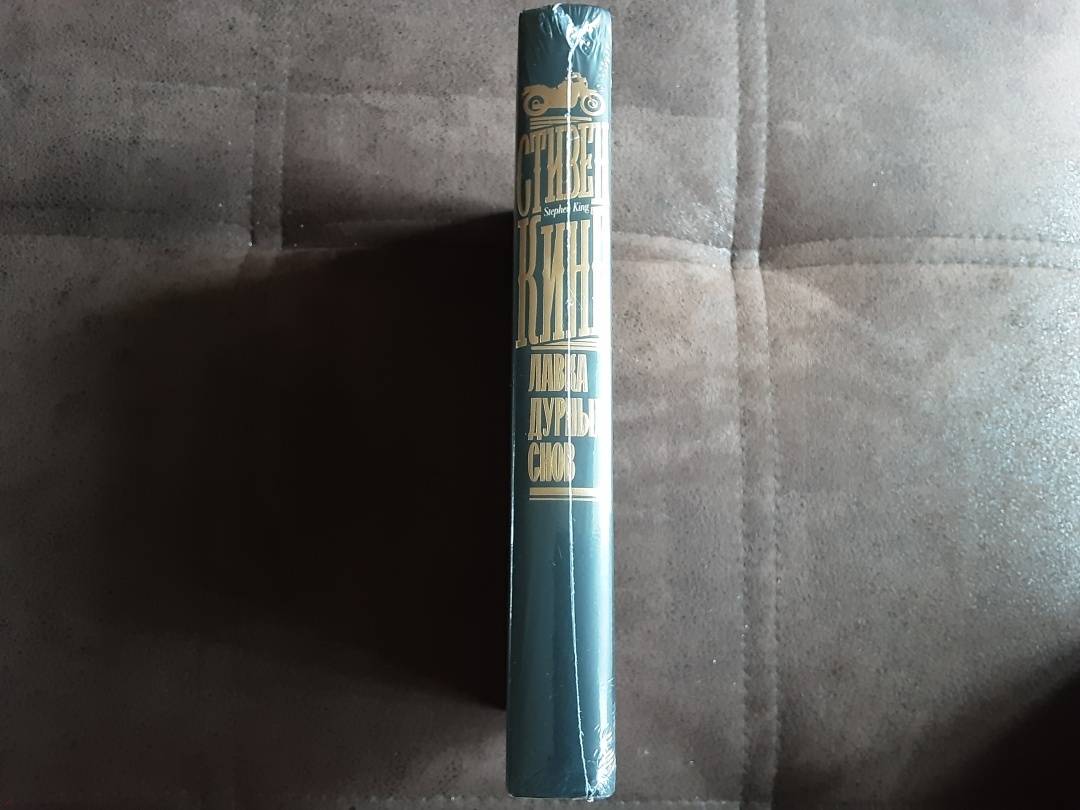 СТИВЕН
Stephen King
КИНГ
ЛАВКА
ДУРНЫХ
СНОВ